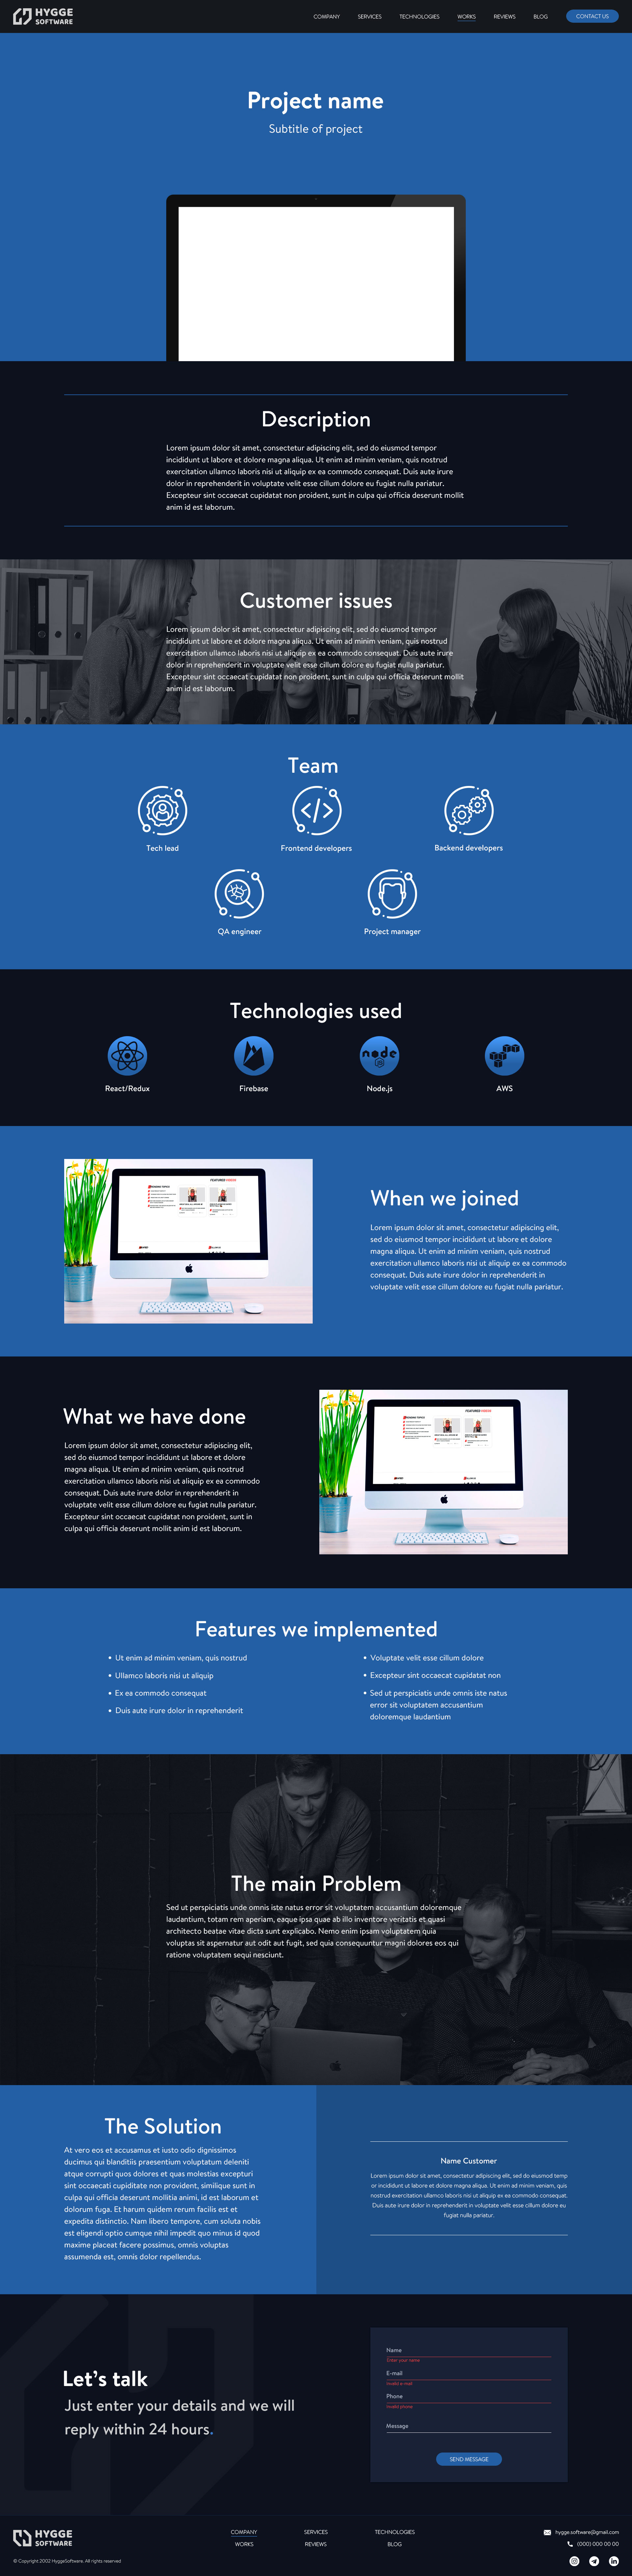 HYGGE
SOFTWARE
COMPANY SERVICES TECHNOLOGIES WORKS REVIEWS BLOG CONTACT US
Project name
Subtitle of project
Description
Lorem ipsum dolor sit amet, consectetur adipiscing elit, sed do eiusmod tempor
incididunt ut labore et dolore magna aliqua. Ut enim ad minim veniam, quis nostrud
exercitation ullamco laboris nisi ut aliquip ex ea commodo consequat. Duis aute irure
dolor in reprehenderit in voluptate velit esse cillum dolore eu fugiat nulla pariatur.
Excepteur sint occaecat cupidatat non proident, sunt in culpa qui officia deserunt mollit
anim id est laborum.
Customer issues
Lorem ipsum dolor sit amet, consectetur adipiscing elit, sed do eiusmod tempor
incididunt ut labore et dolore magna aliqua. Ut enim ad minim veniam, quis nostrud
exercitation ullamco laboris nisi ut aliquip ex ea commodo consequat. Duis aute irure
dolor in reprehenderit in voluptate velit esse cillum dolore eu fugiat nulla pariatur.
Excepteur sint occaecat cupidatat non proident, sunt in culpa qui officia deserunt mollit
anim id est laborum.
Team
Tech lead
Frontend developers
Backend developers
QA engineer
Project manager
Technologies used
node
React/Redux
Firebase
Node.js
AWS
FEATURED VIDEOS
When we joined
Lorem ipsum dolor sit amet, consectetur adipiscing elit,
sed do eiusmod tempor incididunt ut labore et dolore
magna aliqua. Ut enim ad minim veniam, quis nostrud
exercitation ullamco laboris nisi ut aliquip ex ea commodo
consequat. Duis aute irure dolor in reprehenderit in
voluptate velit esse cillum dolore eu fugiat nulla pariatur.
What we have done
Lorem ipsum dolor sit amet, consectetur adipiscing elit,
sed do eiusmod tempor incididunt ut labore et dolore
magna aliqua. Ut enim ad minim veniam, quis nostrud
exercitation ullamco laboris nisi ut aliquip ex ea commodo
consequat. Duis aute irure dolor in reprehenderit in
voluptate velit esse cillum dolore eu fugiat nulla pariatur.
Excepteur sint occaecat cupidatat non proident, sunt in
culpa qui officia deserunt mollit anim id est laborum.
FEATURED VIDEOS
Features we implemented
• Ut enim ad minim veniam, quis nostrud
• Ullamco laboris nisi ut aliquip
• Ex ea commodo consequat
• Duis aute irure dolor in reprehenderit
• Voluptate velit esse cillum dolore
• Excepteur sint occaecat cupidatat non
• Sed ut perspiciatis unde omnis iste natus
error sit voluptatem accusantium
doloremque laudantium
The main Problem
Sed ut perspiciatis unde omnis iste natus error sit voluptatem accusantium doloremque
laudantium, totam rem aperiam, eaque ipsa quae ab illo inventore veritatis et quasi
architecto beatae vitae dicta sunt explicabo. Nemo enim ipsam voluptatem quia
voluptas sit aspernatur aut odit aut fugit, sed quia consequuntur magni dolores eos qui
ratione voluptatem sequi nesciunt.
The Solution
At vero eos et accusamus et iusto odio dignissimos
ducimus qui blanditiis praesentium voluptatum deleniti
atque corrupti quos dolores et quas molestias excepturi
sint occaecati cupiditate non provident, similique sunt in
culpa qui officia deserunt mollitia animi, id est laborum et
dolorum fuga. Et harum quidem rerum facilis est et
expedita distinctio. Nam libero tempore, cum soluta nobis
est eligendi optio cumque nihil impedit quo minus id quod
maxime placeat facere possimus, omnis voluptas
assumenda est, omnis dolor repellendus.
Name Customer
Lorem ipsum dolor sit amet, consectetur adipiscing elit, sed do eiusmod temp
or incididunt ut labore et dolore magna aliqua. Ut enim ad minim veniam, quis
nostrud exercitation ullamco laboris nisi ut aliquip ex ea commodo consequat.
Duis aute irure dolor in reprehenderit in voluptate velit esse cillum dolore eu
fugiat nulla pariatur.
Let's talk
Just enter your details and we will
reply within 24 hours.
Name
Enter your name
E-mail
Invalid e-mail
Phone
Invalid phone
Message
SEND MESSAGE
HYGGE
SOFTWARE
© Copyright 2002 HyggeSoftware. All rights reserved
COMPANY SERVICES TECHNOLOGIES
WORKS REVIEWS BLOG
hygge.software@gmail.com
(000) 000 00 00
in